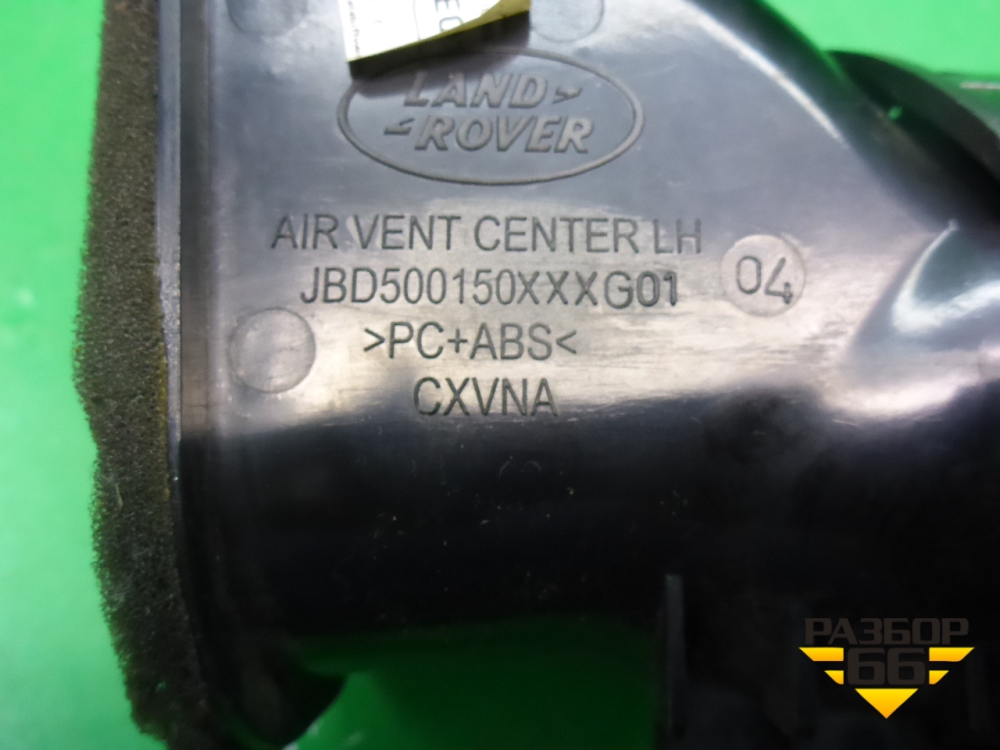 LAND
ROVER
AIR VENT CENTER LH
JBD500150XXXG01
04
>PC+ABS<
CXVNA
РАЗБОР
66